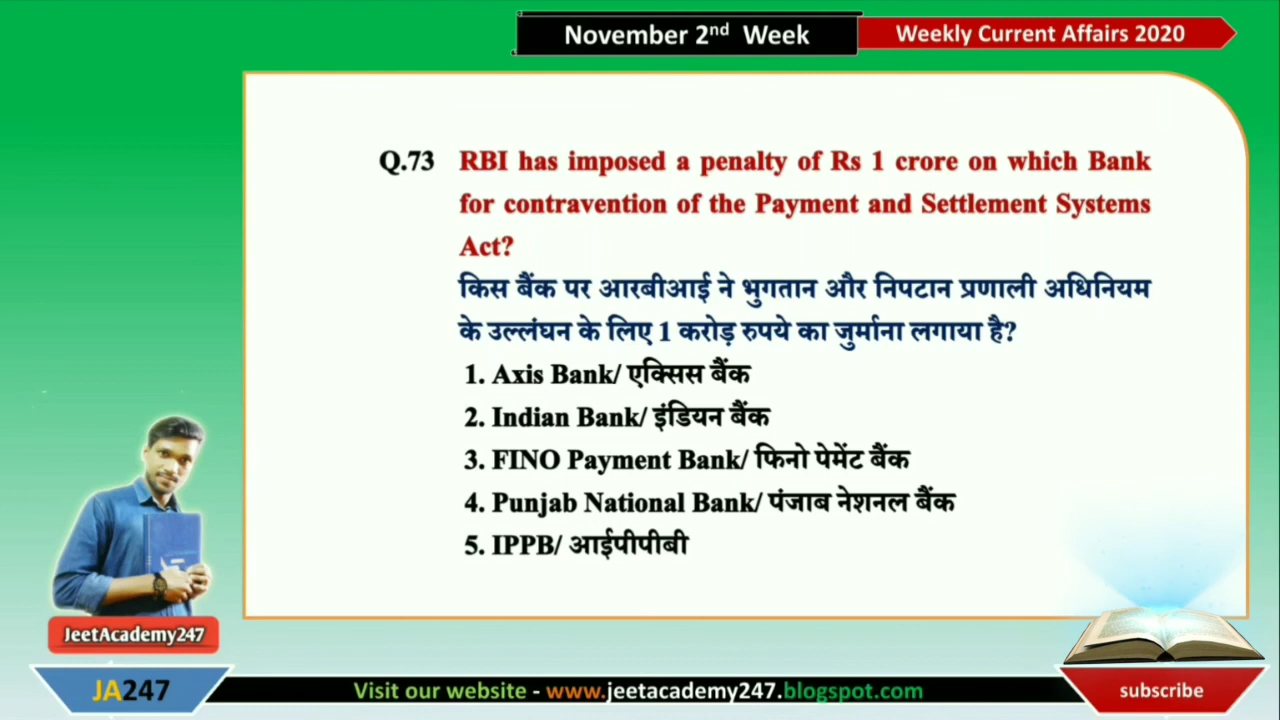 November 2nd Week
Weekly Current Affairs 2020
Q.73 RBI has imposed a penalty of Rs 1 crore on which Bank
for contravention of the Payment and Settlement Systems
Act?
किस बैंक पर आरबीआई ने भुगतान और निपटान प्रणाली अधिनियम
के उल्लंघन के लिए 1 करोड़ रुपये का जुर्माना लगाया है?
1. Axis Bank/ एक्सिस बैंक
2. Indian Bank/ इंडियन बैंक
3. FINO Payment Bank/ फिनो पेमेंट बैंक
4. Punjab National Bank/ पंजाब नेशनल बैंक
5. IPPB/ आईपीपीबी
JeetAcademy247
JA247
Visit our website - www.jeetacademy247.blogspot.com
subscribe